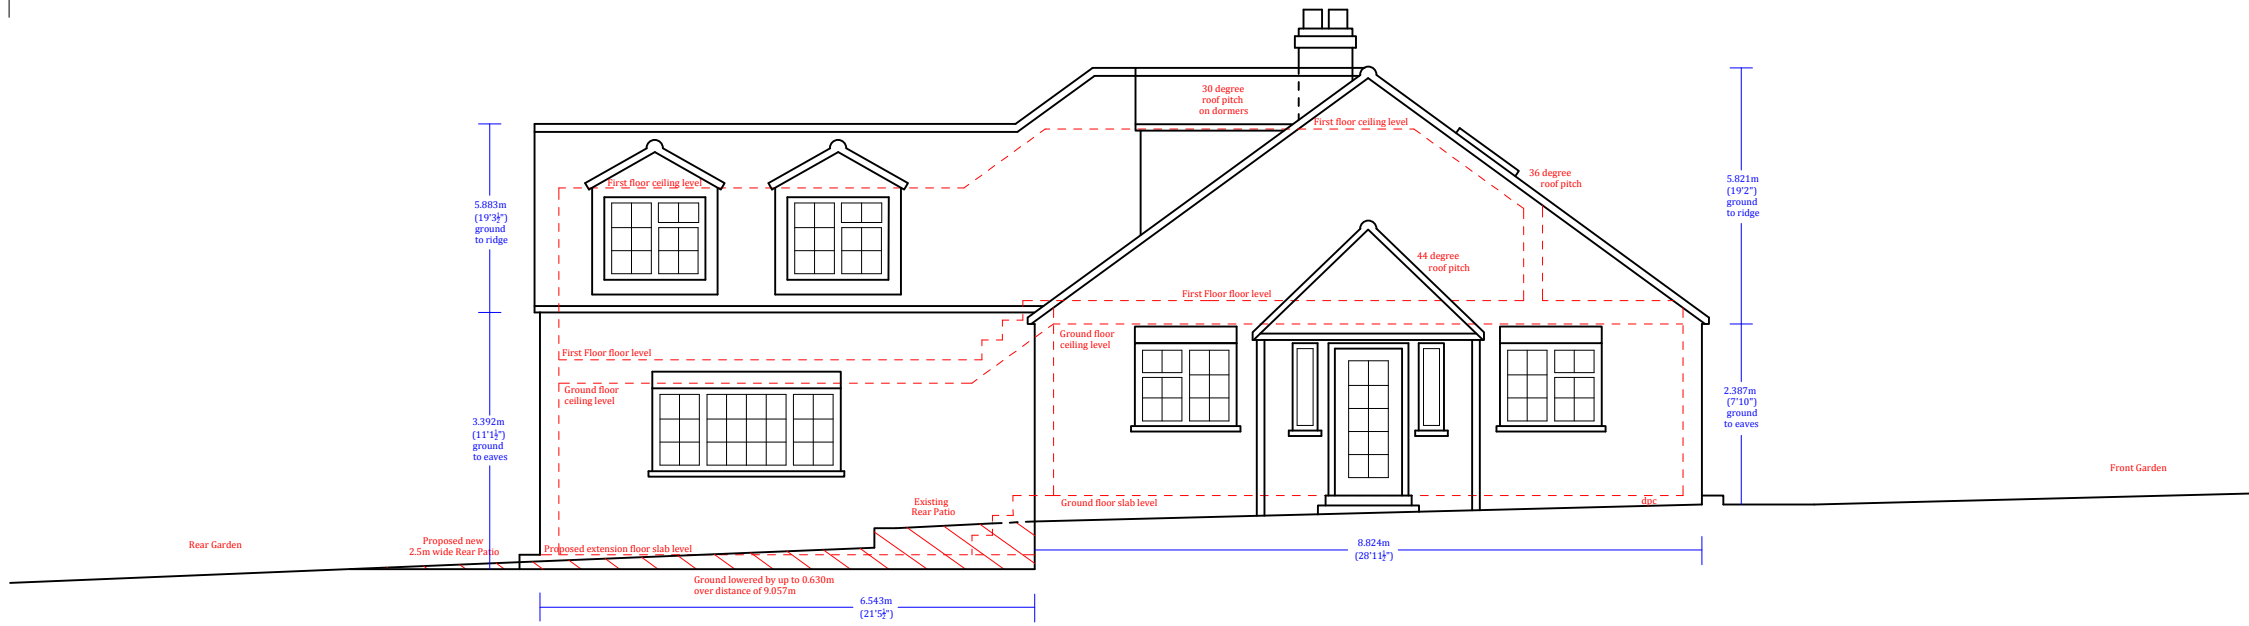 30 degree
roof pitch
on dormers
First floor ceiling level
36 degree
roof pitch
5.821m
(19'2")
ground
to ridge
First floor ceiling level
5.883m
(19'3½")
ground
to ridge
44 degree
roof pitch
First Floor floor level
Ground floor
ceiling level
First Floor floor level
Ground floor
ceiling level
2.387m
(7'10")
ground
to eaves
3.392m
(11'1½")
ground
to eaves
Front Garden
Existing
Rear Patio
Ground floor slab level
dpc
Rear Garden
Proposed new
2.5m wide Rear Patio
Proposed extension floor slab level
8.824m
(28'11½")
Ground lowered by up to 0.630m
over distance of 9.057m
6.543m
(21'5½")